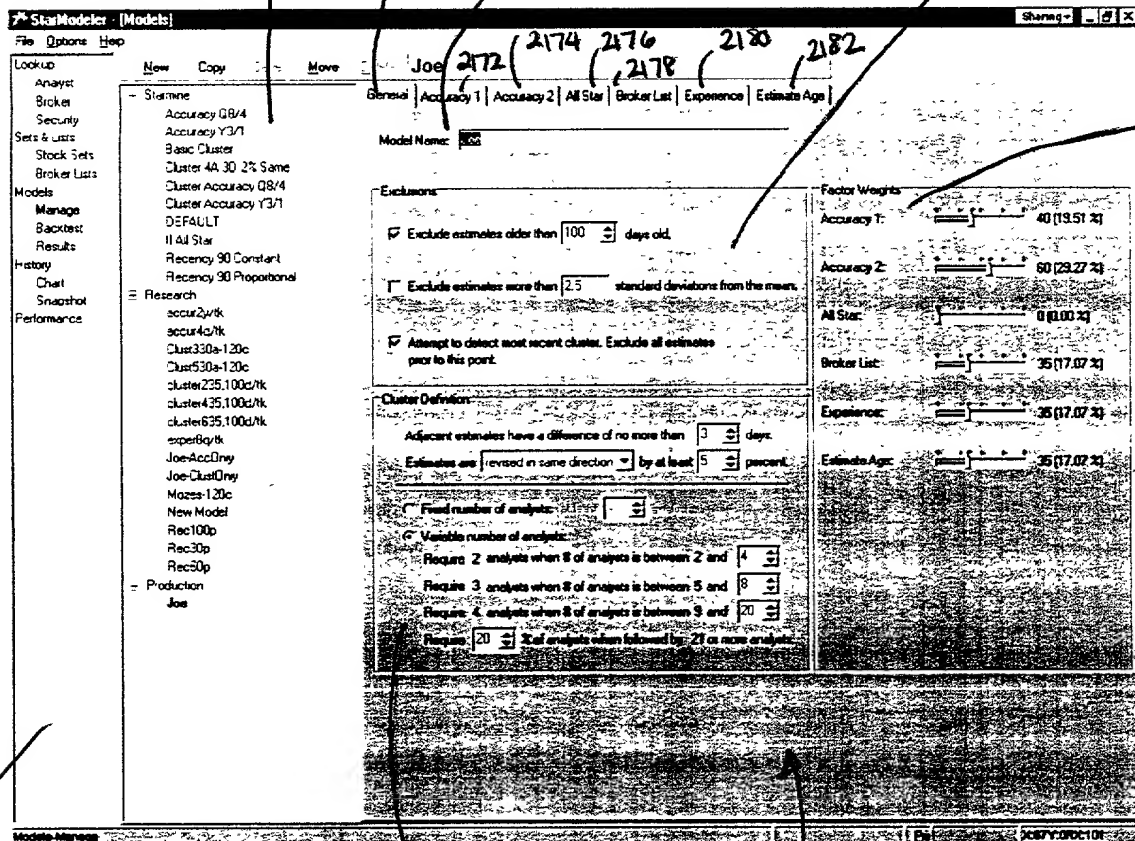 StarModeler - [Models]
Sharing
File Options Help
2172 2174 2176 2178 2180 2182
New Copy Move
Joe
General Accuracy 1 Accuracy 2 All Star Broker List Experience Estimate Age
Lookup
Analyst
Broker
Security
Sets & Lists
Stock Sets
Broker Lists
Models
Manage
Backtest
Results
History
Chart
Snapshot
Performance
Starmine
Accuracy Q8/4
Accuracy Y3/1
Basic Cluster
Cluster 4A 30 2% Same
Cluster Accuracy Q8/4
Cluster Accuracy Y3/1
DEFAULT
II All Star
Recency 90 Constant
Recency 90 Proportional
Research
accur2y/tk
accur4q/tk
Clust330a-120c
Clust530a-120c
cluster235,100d/tk
cluster435,100d/tk
cluster635,100d/tk
exper8q/tk
Joe-AccOnly
Joe-ClustOnly
Mozes-120c
New Model
Rec100p
Rec30p
Rec60p
Production
Joe
Model Name: Joe
Exclusions
Exclude estimates older than 100 days old.
Exclude estimates more than 2.5 standard deviations from the mean.
Attempt to detect most recent cluster. Exclude all estimates
prior to this point.
Cluster Definition
Adjacent estimates have a difference of no more than 3 days.
Estimates are revised in same direction by at least 5 percent.
Fixed number of analysts:
Variable number of analysts:
Require 2 analysts when # of analysts is between 2 and 4
Require 3 analysts when # of analysts is between 5 and 8
Require 4 analysts when # of analysts is between 9 and 20
Require 20 % of analysts when followed by 21 or more analysts
Factor Weights
Accuracy 1: 40 (19.51 %)
Accuracy 2: 60 (29.27 %)
All Star: 0 (0.00 %)
Broker List: 35 (17.07 %)
Experience: 35 (17.07 %)
Estimate Age: 35 (17.07 %)
Models-Manage